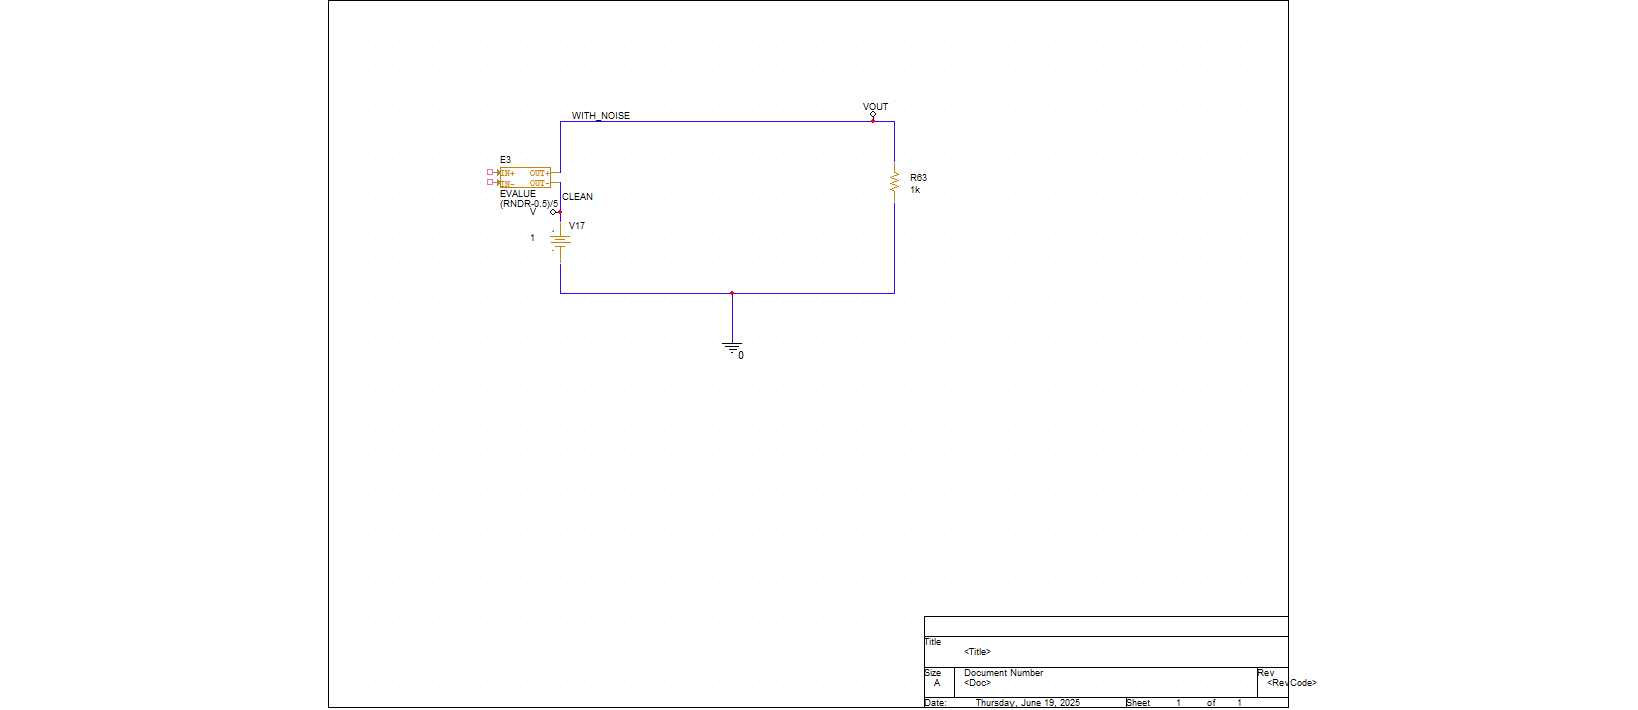 VOUT
WITH_NOISE
E3
IN+ OUT+
IN- OUT-
EVALUE
(RNDR-0.5)/5
CLEAN
V
V17
1
R63
1k
0
Title
<Title>
Size Document Number Rev
A <Doc> <RevCode>
Date: Thursday, June 19, 2025 Sheet 1 of 1